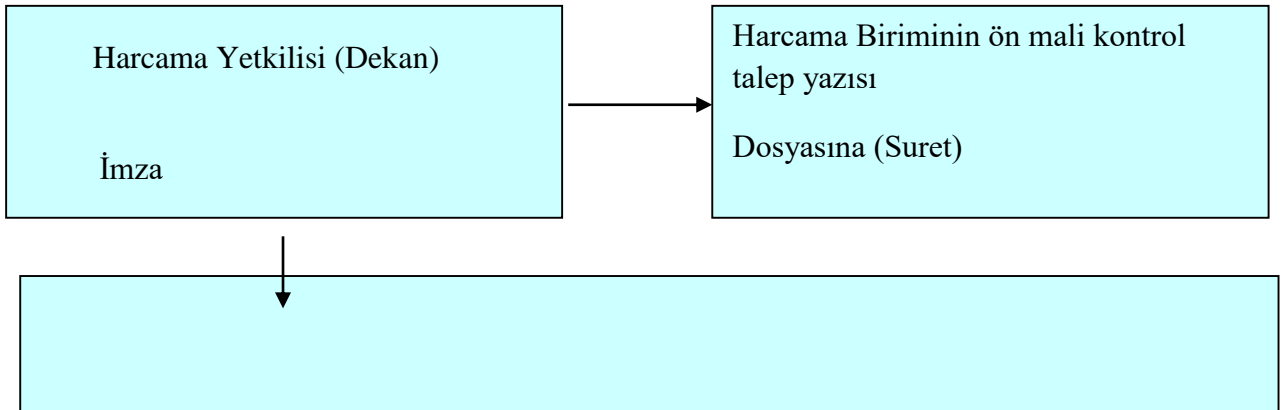 Harcama Yetkilisi (Dekan)
İmza
Harcama Biriminin ön mali kontrol
talep yazısı
Dosyasına (Suret)